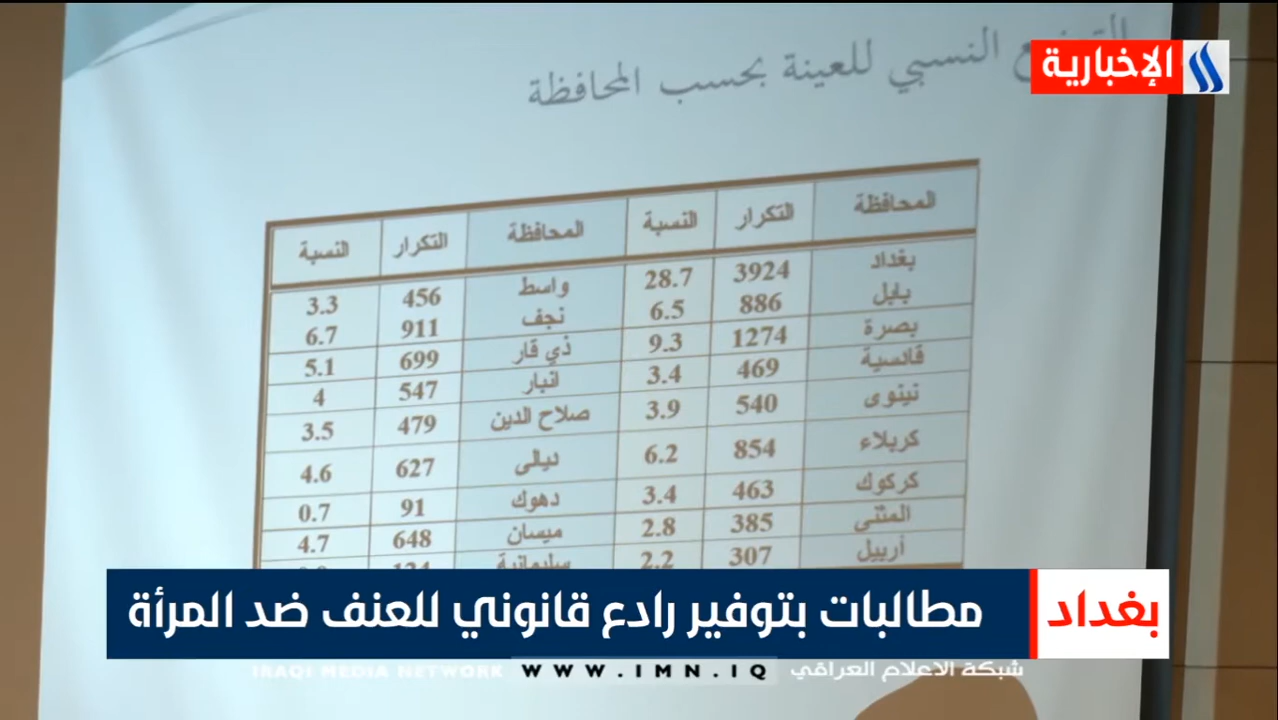 الإخبارية
النسبي للعينة بحسب المحافظة
المحافظة التكرار النسبة المحافظة التكرار النسبة
بغداد 3924 28.7 واسط 456 3.3
بابل 886 6.5 نجف 911 6.7
بصرة 1274 9.3 ذي قار 699 5.1
قادسية 469 3.4 انبار 547 4
نينوى 540 3.9 صلاح الدين 479 3.5
كربلاء 854 6.2 ديالى 627 4.6
كركوك 463 3.4 دهوك 91 0.7
المثنى 385 2.8 ميسان 648 4.7
أربيل 307 2.2 سليمانية
بغداد
مطالبات بتوفير رادع قانوني للعنف ضد المرأة
شبكة الاعلام العراقي WWW.IMN.IQ IRAQI MEDIA NETWORK